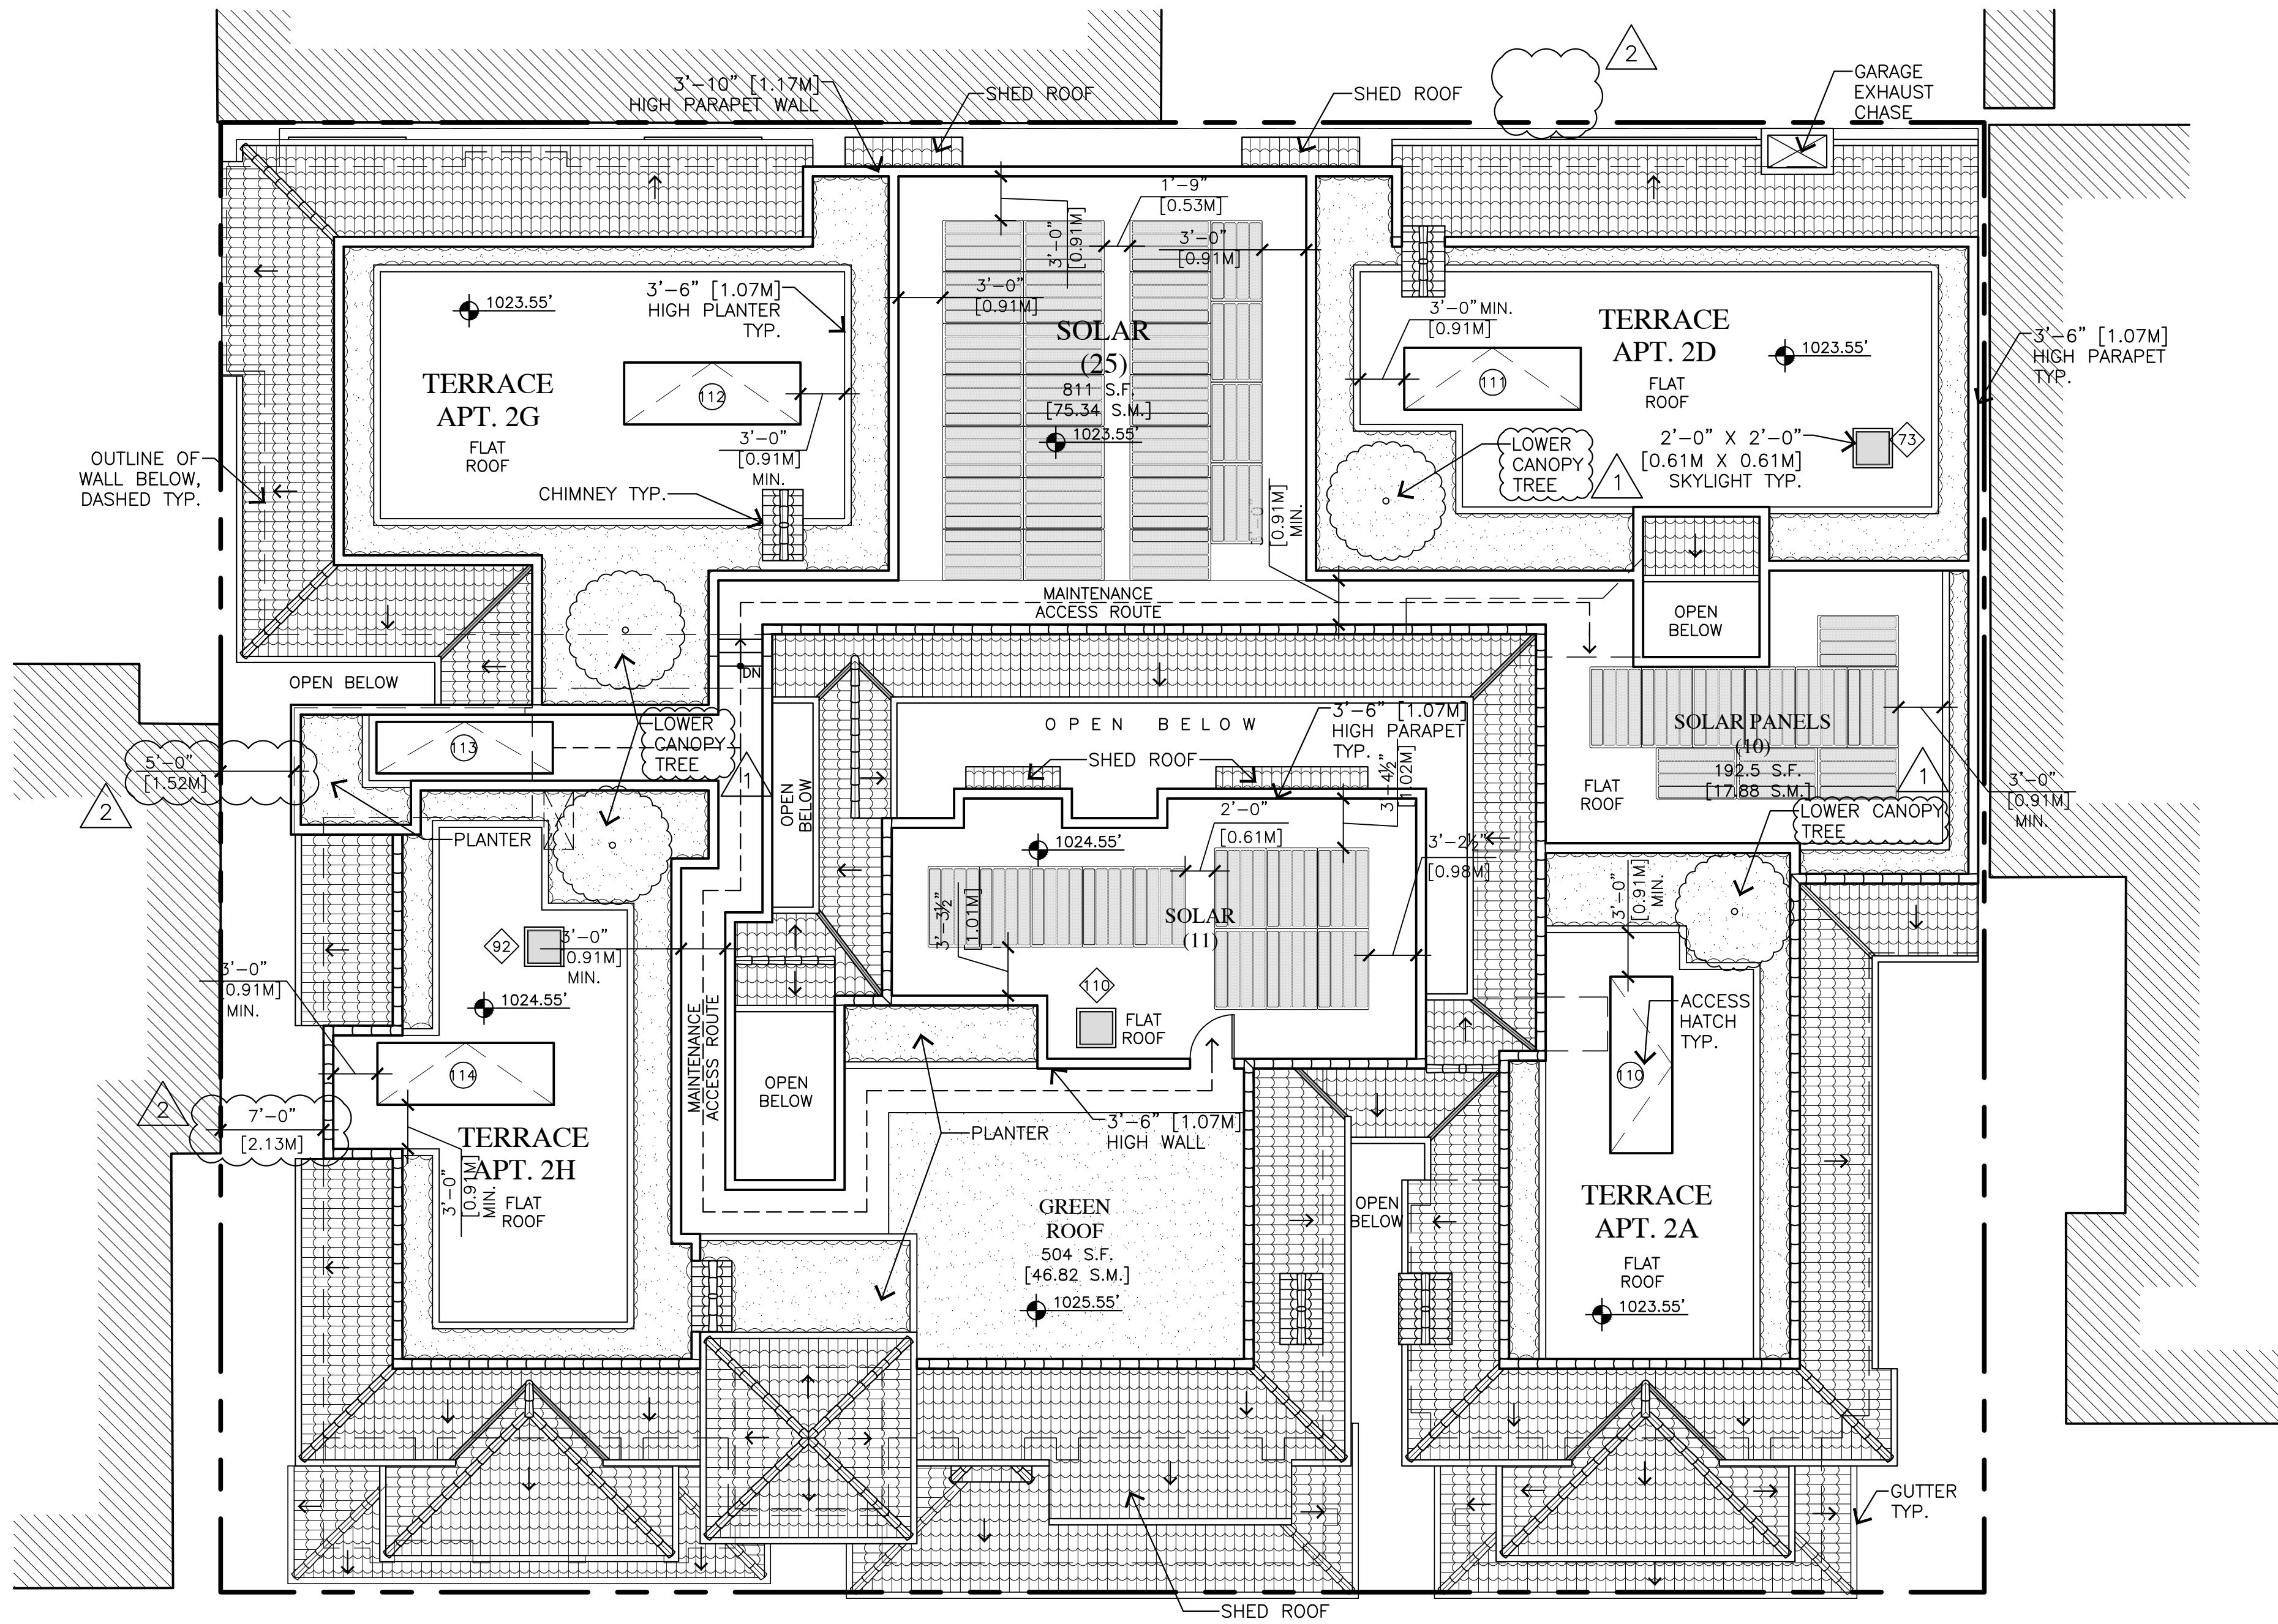 2
3'-10" [1.17M]
HIGH PARAPET WALL
SHED ROOF
SHED ROOF
GARAGE
EXHAUST
CHASE
1'-9"
[0.53M]
3'-0"
[0.91M]
3'-0"
[0.91M]
3'-0"
[0.91M]
1023.55'
3'-6" [1.07M]
HIGH PLANTER
TYP.
TERRACE
APT. 2G
FLAT
ROOF
112
3'-0"
[0.91M]
MIN.
CHIMNEY TYP.
OUTLINE OF
WALL BELOW,
DASHED TYP.
SOLAR
(25)
811 S.F.
[75.34 S.M.]
1023.55'
[0.91M]
MIN.
3'-0" MIN.
[0.91M]
111
TERRACE
APT. 2D
1023.55'
FLAT
ROOF
3'-6" [1.07M]
HIGH PARAPET
TYP.
LOWER
CANOPY
TREE
1
2'-0" X 2'-0"
[0.61M X 0.61M]
SKYLIGHT TYP.
73
MAINTENANCE
ACCESS ROUTE
OPEN
BELOW
DN
OPEN BELOW
LOWER
CANOPY
TREE
1
113
5'-0"
[1.52M]
2
PLANTER
OPEN
BELOW
OPEN BELOW
SHED ROOF
3'-6" [1.07M]
HIGH PARAPET
TYP.
3'-4½"
[1.02M]
2'-0"
[0.61M]
3'-2½"
[0.98M]
1024.55'
3'-3½"
[1.01M]
SOLAR
(11)
110
FLAT
ROOF
SOLAR PANELS
(10)
192.5 S.F.
[17.88 S.M.]
FLAT
ROOF
1
3'-0"
[0.91M]
MIN.
LOWER CANOPY
TREE
92
3'-0"
[0.91M]
MIN.
1024.55'
3'-0"
[0.91M]
MIN.
114
2
7'-0"
[2.13M]
TERRACE
APT. 2H
FLAT
ROOF
3'-0"
[0.91M]
MIN.
MAINTENANCE
ACCESS ROUTE
OPEN
BELOW
PLANTER
3'-6" [1.07M]
HIGH WALL
GREEN
ROOF
504 S.F.
[46.82 S.M.]
1025.55'
OPEN
BELOW
3'-0"
[0.91M]
MIN.
ACCESS
HATCH
TYP.
110
TERRACE
APT. 2A
FLAT
ROOF
1023.55'
GUTTER
TYP.
SHED ROOF